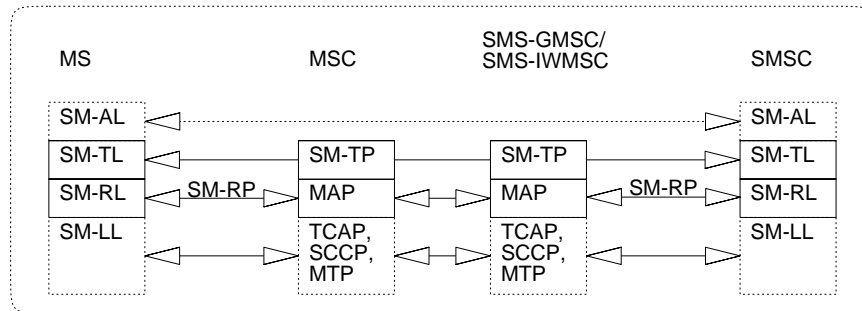 SMS-GMSC/
MS MSC SMS-IWMSC SMSC
SM-AL SM-AL
SM-TL SM-TP SM-TP SM-TL
SM-RL SM-RP MAP MAP SM-RP SM-RL
SM-LL TCAP, TCAP, SM-LL
SCCP, SCCP,
MTP MTP